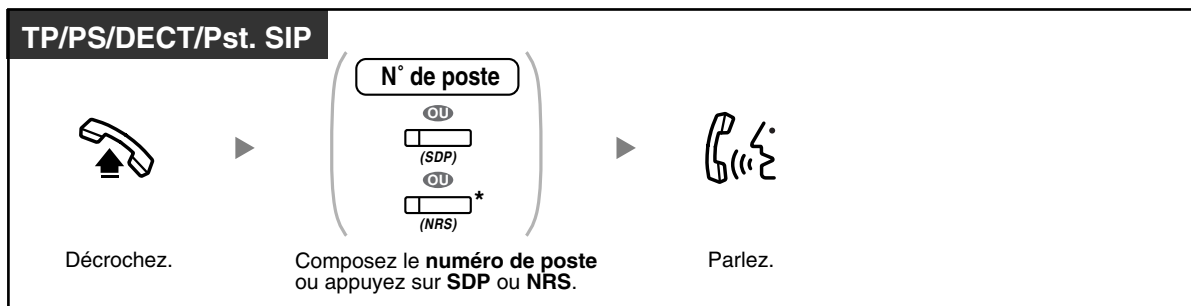 TP/PS/DECT/Pst. SIP
N° de poste
OU
(SDP)
OU
*
(NRS)
Décrochez.
Composez le numéro de poste
ou appuyez sur SDP ou NRS.
Parlez.